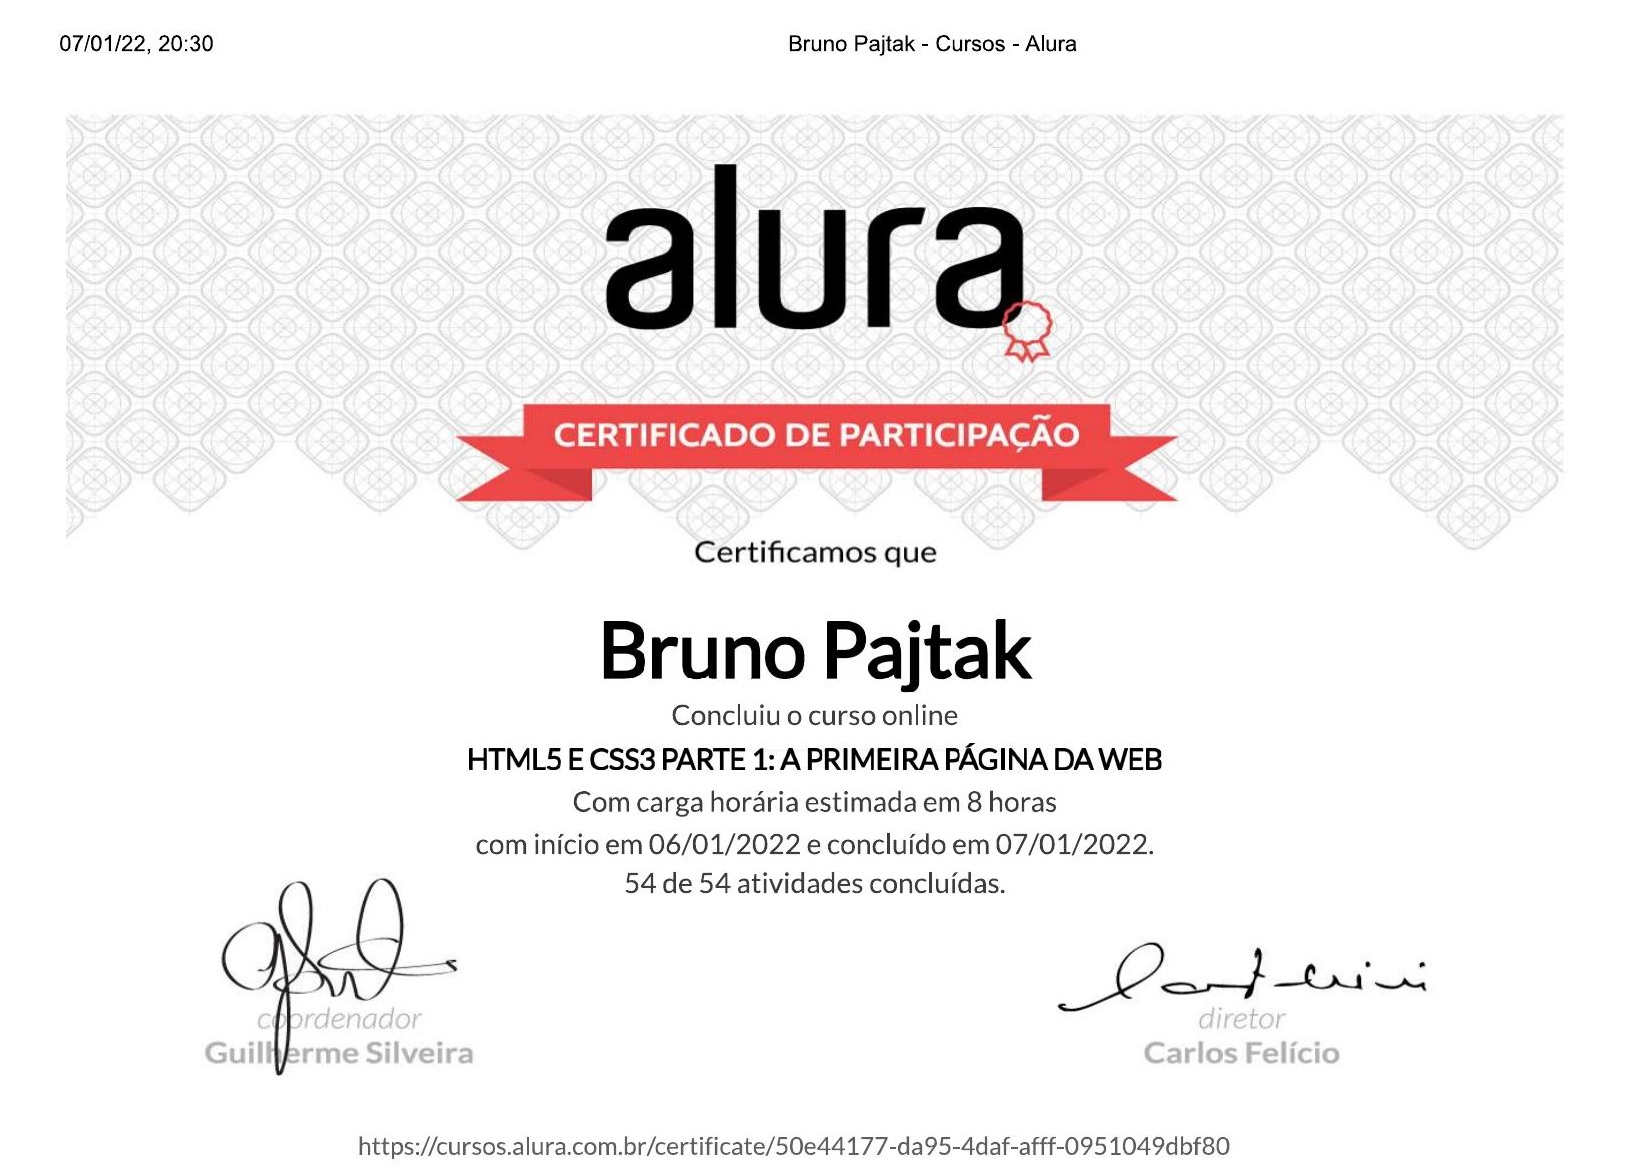 07/01/22, 20:30
Bruno Pajtak - Cursos - Alura
alura
CERTIFICADO DE PARTICIPAÇÃO
Certificamos que
Bruno Pajtak
Concluiu o curso online
HTML5 E CSS3 PARTE 1: A PRIMEIRA PÁGINA DA WEB
Com carga horária estimada em 8 horas
com início em 06/01/2022 e concluído em 07/01/2022.
54 de 54 atividades concluídas.
coordenador
Guilherme Silveira
diretor
Carlos Felício
https://cursos.alura.com.br/certificate/50e44177-da95-4daf-afff-0951049dbf80